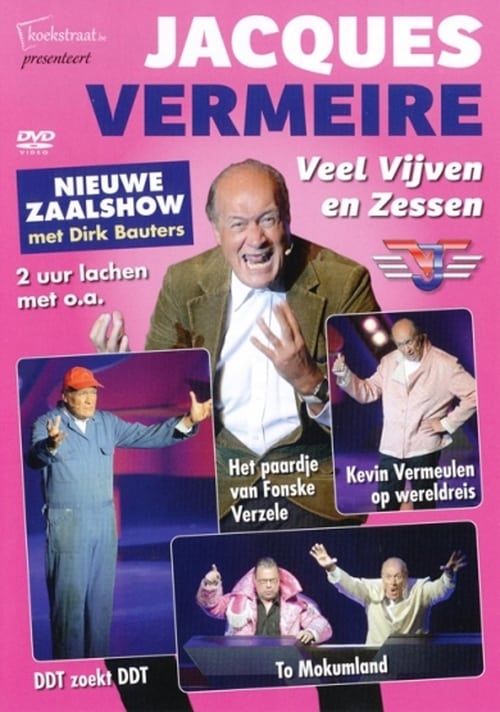 koekstraat.be
presenteert
JACQUES
VERMEIRE
DVD
VIDEO
Veel Vijven
en Zessen
NIEUWE
ZAALSHOW
met Dirk Bauters
VJ
2 uur lachen
met o.a.
Het paardje
van Fonske
Verzele
Kevin Vermeulen
op wereldreis
DDT zoekt DDT
To Mokumland